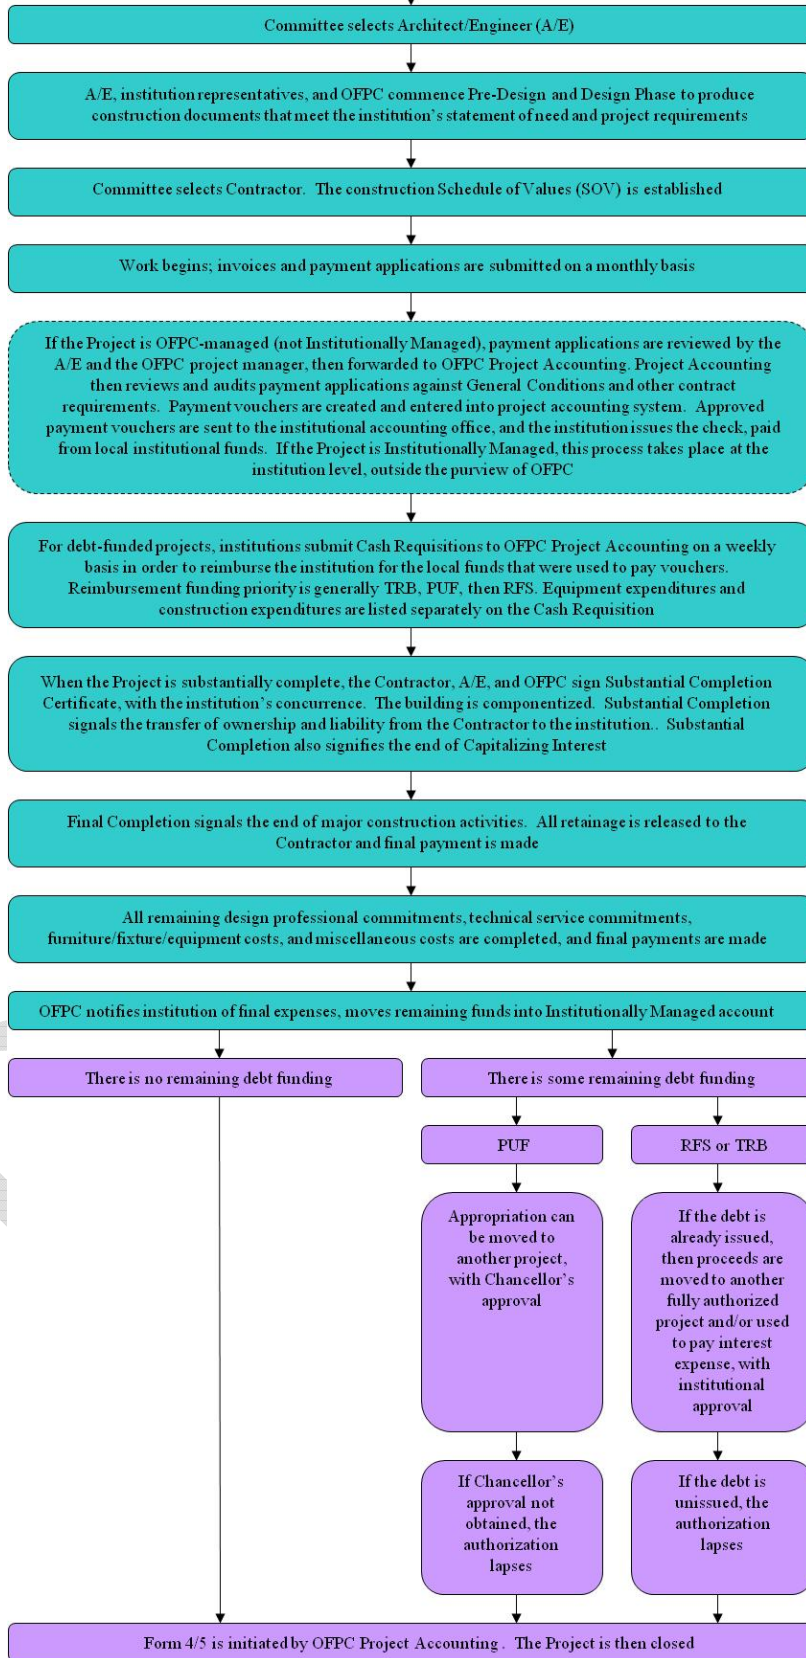 Committee selects Architect/Engineer (A/E)
A/E, institution representatives, and OFPC commence Pre-Design and Design Phase to produce
construction documents that meet the institution's statement of need and project requirements
Committee selects Contractor. The construction Schedule of Values (SOV) is established
Work begins; invoices and payment applications are submitted on a monthly basis
If the Project is OFPC-managed (not Institutionally Managed), payment applications are reviewed by the
A/E and the OFPC project manager, then forwarded to OFPC Project Accounting. Project Accounting
then reviews and audits payment applications against General Conditions and other contract
requirements. Payment vouchers are created and entered into project accounting system. Approved
payment vouchers are sent to the institutional accounting office, and the institution issues the check, paid
from local institutional funds. If the Project is Institutionally Managed, this process takes place at the
institution level, outside the purview of OFPC
For debt-funded projects, institutions submit Cash Requisitions to OFPC Project Accounting on a weekly
basis in order to reimburse the institution for the local funds that were used to pay vouchers.
Reimbursement funding priority is generally TRB, PUF, then RFS. Equipment expenditures and
construction expenditures are listed separately on the Cash Requisition
When the Project is substantially complete, the Contractor, A/E, and OFPC sign Substantial Completion
Certificate, with the institution's concurrence. The building is componentized. Substantial Completion
signals the transfer of ownership and liability from the Contractor to the institution.. Substantial
Completion also signifies the end of Capitalizing Interest
Final Completion signals the end of major construction activities. All retainage is released to the
Contractor and final payment is made
All remaining design professional commitments, technical service commitments,
furniture/fixture/equipment costs, and miscellaneous costs are completed, and final payments are made
OFPC notifies institution of final expenses, moves remaining funds into Institutionally Managed account
There is no remaining debt funding
There is some remaining debt funding
PUF
RFS or TRB
Appropriation can
be moved to
another project,
with Chancellor's
approval
If the debt is
already issued,
then proceeds are
moved to another
fully authorized
project and/or used
to pay interest
expense, with
institutional
approval
If Chancellor's
approval not
obtained, the
authorization
lapses
If the debt is
unissued, the
authorization
lapses
Form 4/5 is initiated by OFPC Project Accounting . The Project is then closed